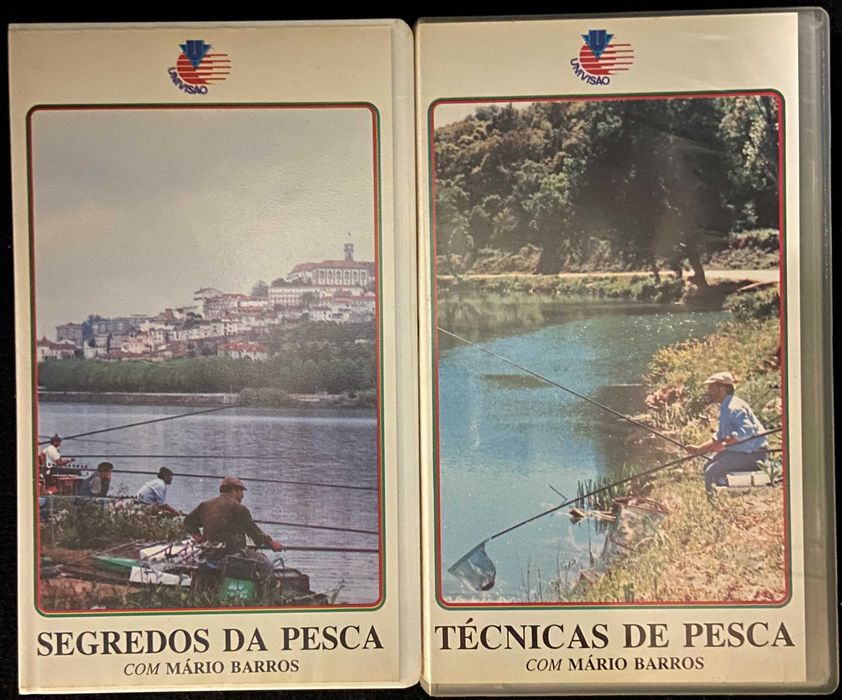 U
UNIVISÃO
SEGREDOS DA PESCA
COM MÁRIO BARROS
U
UNIVISÃO
TÉCNICAS DE PESCA
COM MÁRIO BARROS